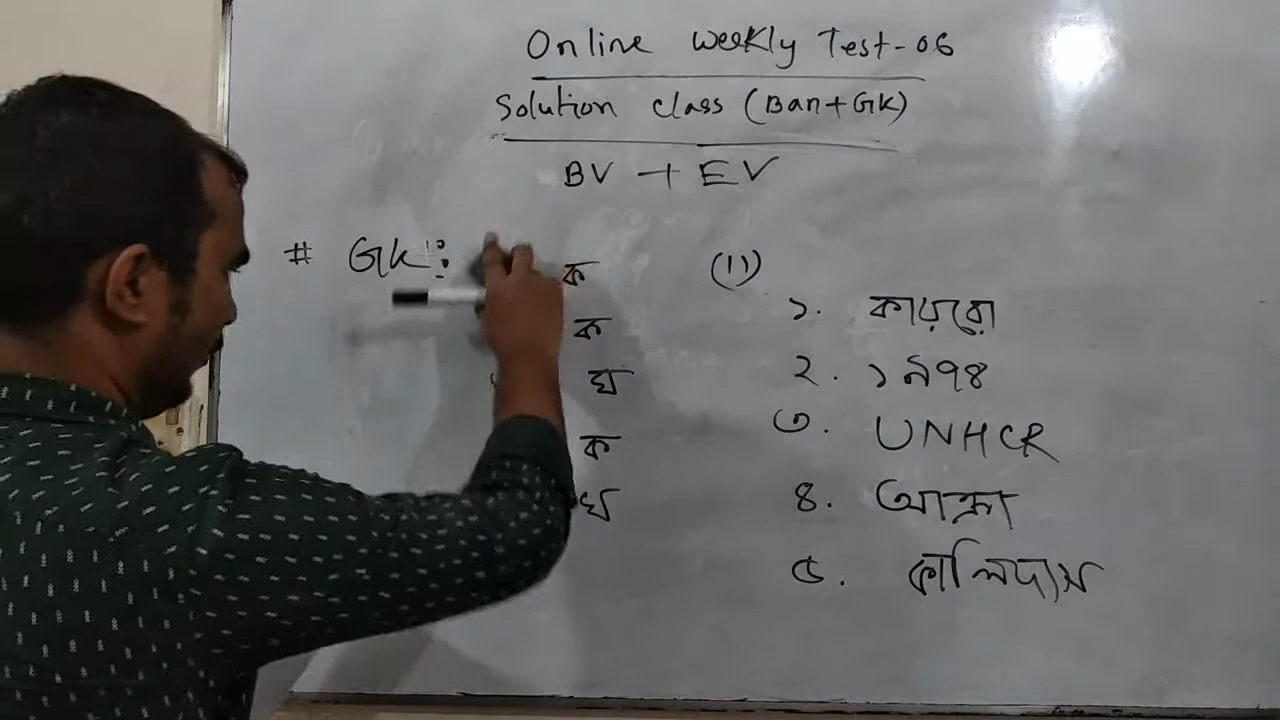 Online Weekly Test-06
Solution class (Ban+GK)
BV + EV
# GK:
ক
ক
ঘ
ক
ঘ
(11)
১. কায়রো
২. ১৯৭৪
৩. UNHCR
৪. আক্রা
৫. কালিদাস